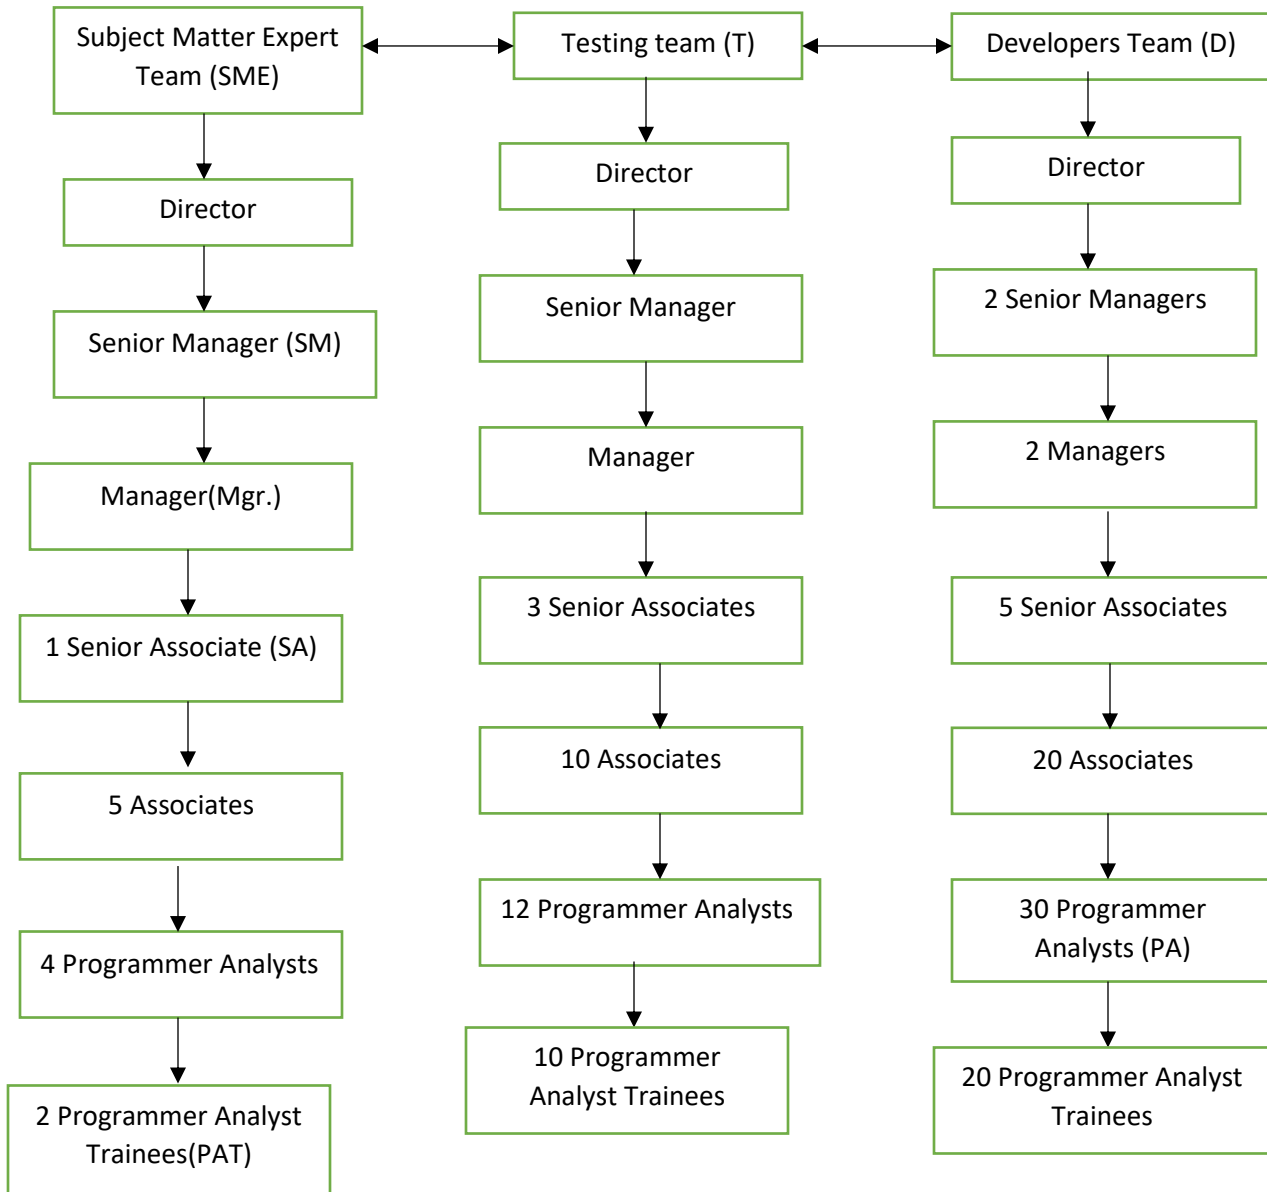 Subject Matter Expert
Team (SME)
Director
Senior Manager (SM)
Manager(Mgr.)
1 Senior Associate (SA)
5 Associates
4 Programmer Analysts
2 Programmer Analyst
Trainees(PAT)
Testing team (T)
Director
Senior Manager
Manager
3 Senior Associates
10 Associates
12 Programmer Analysts
10 Programmer
Analyst Trainees
Developers Team (D)
Director
2 Senior Managers
2 Managers
5 Senior Associates
20 Associates
30 Programmer
Analysts (PA)
20 Programmer Analyst
Trainees